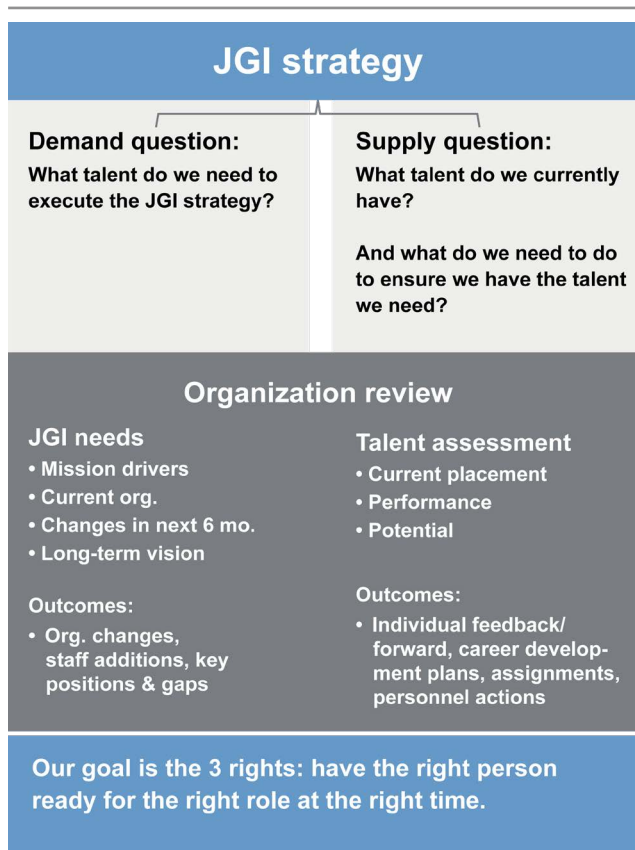 JGI strategy
Demand question:
What talent do we need to
execute the JGI strategy?
Supply question:
What talent do we currently
have?
And what do we need to do
to ensure we have the talent
we need?
Organization review
JGI needs
• Mission drivers
• Current org.
• Changes in next 6 mo.
• Long-term vision
Outcomes:
• Org. changes,
staff additions, key
positions & gaps
Talent assessment
• Current placement
• Performance
• Potential
Outcomes:
• Individual feedback/
forward, career develop-
ment plans, assignments,
personnel actions
Our goal is the 3 rights: have the right person
ready for the right role at the right time.